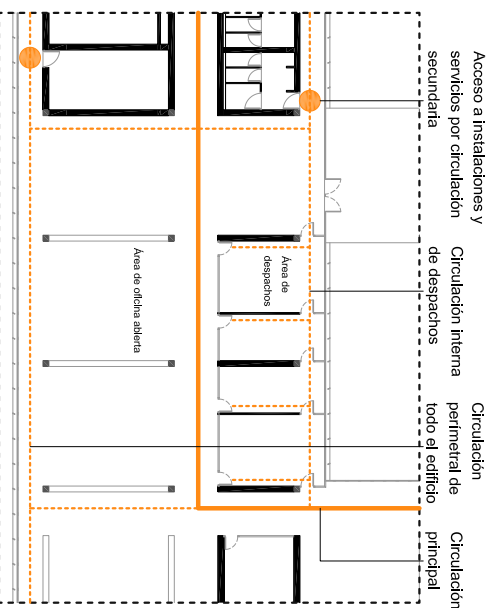 Acceso a instalaciones y
servicios por circulación
secundaria
Circulación interna
de despachos
Circulación
perimetral de
todo el edificio
Circulación
principal
Área de
despachos
Área de oficina abierta